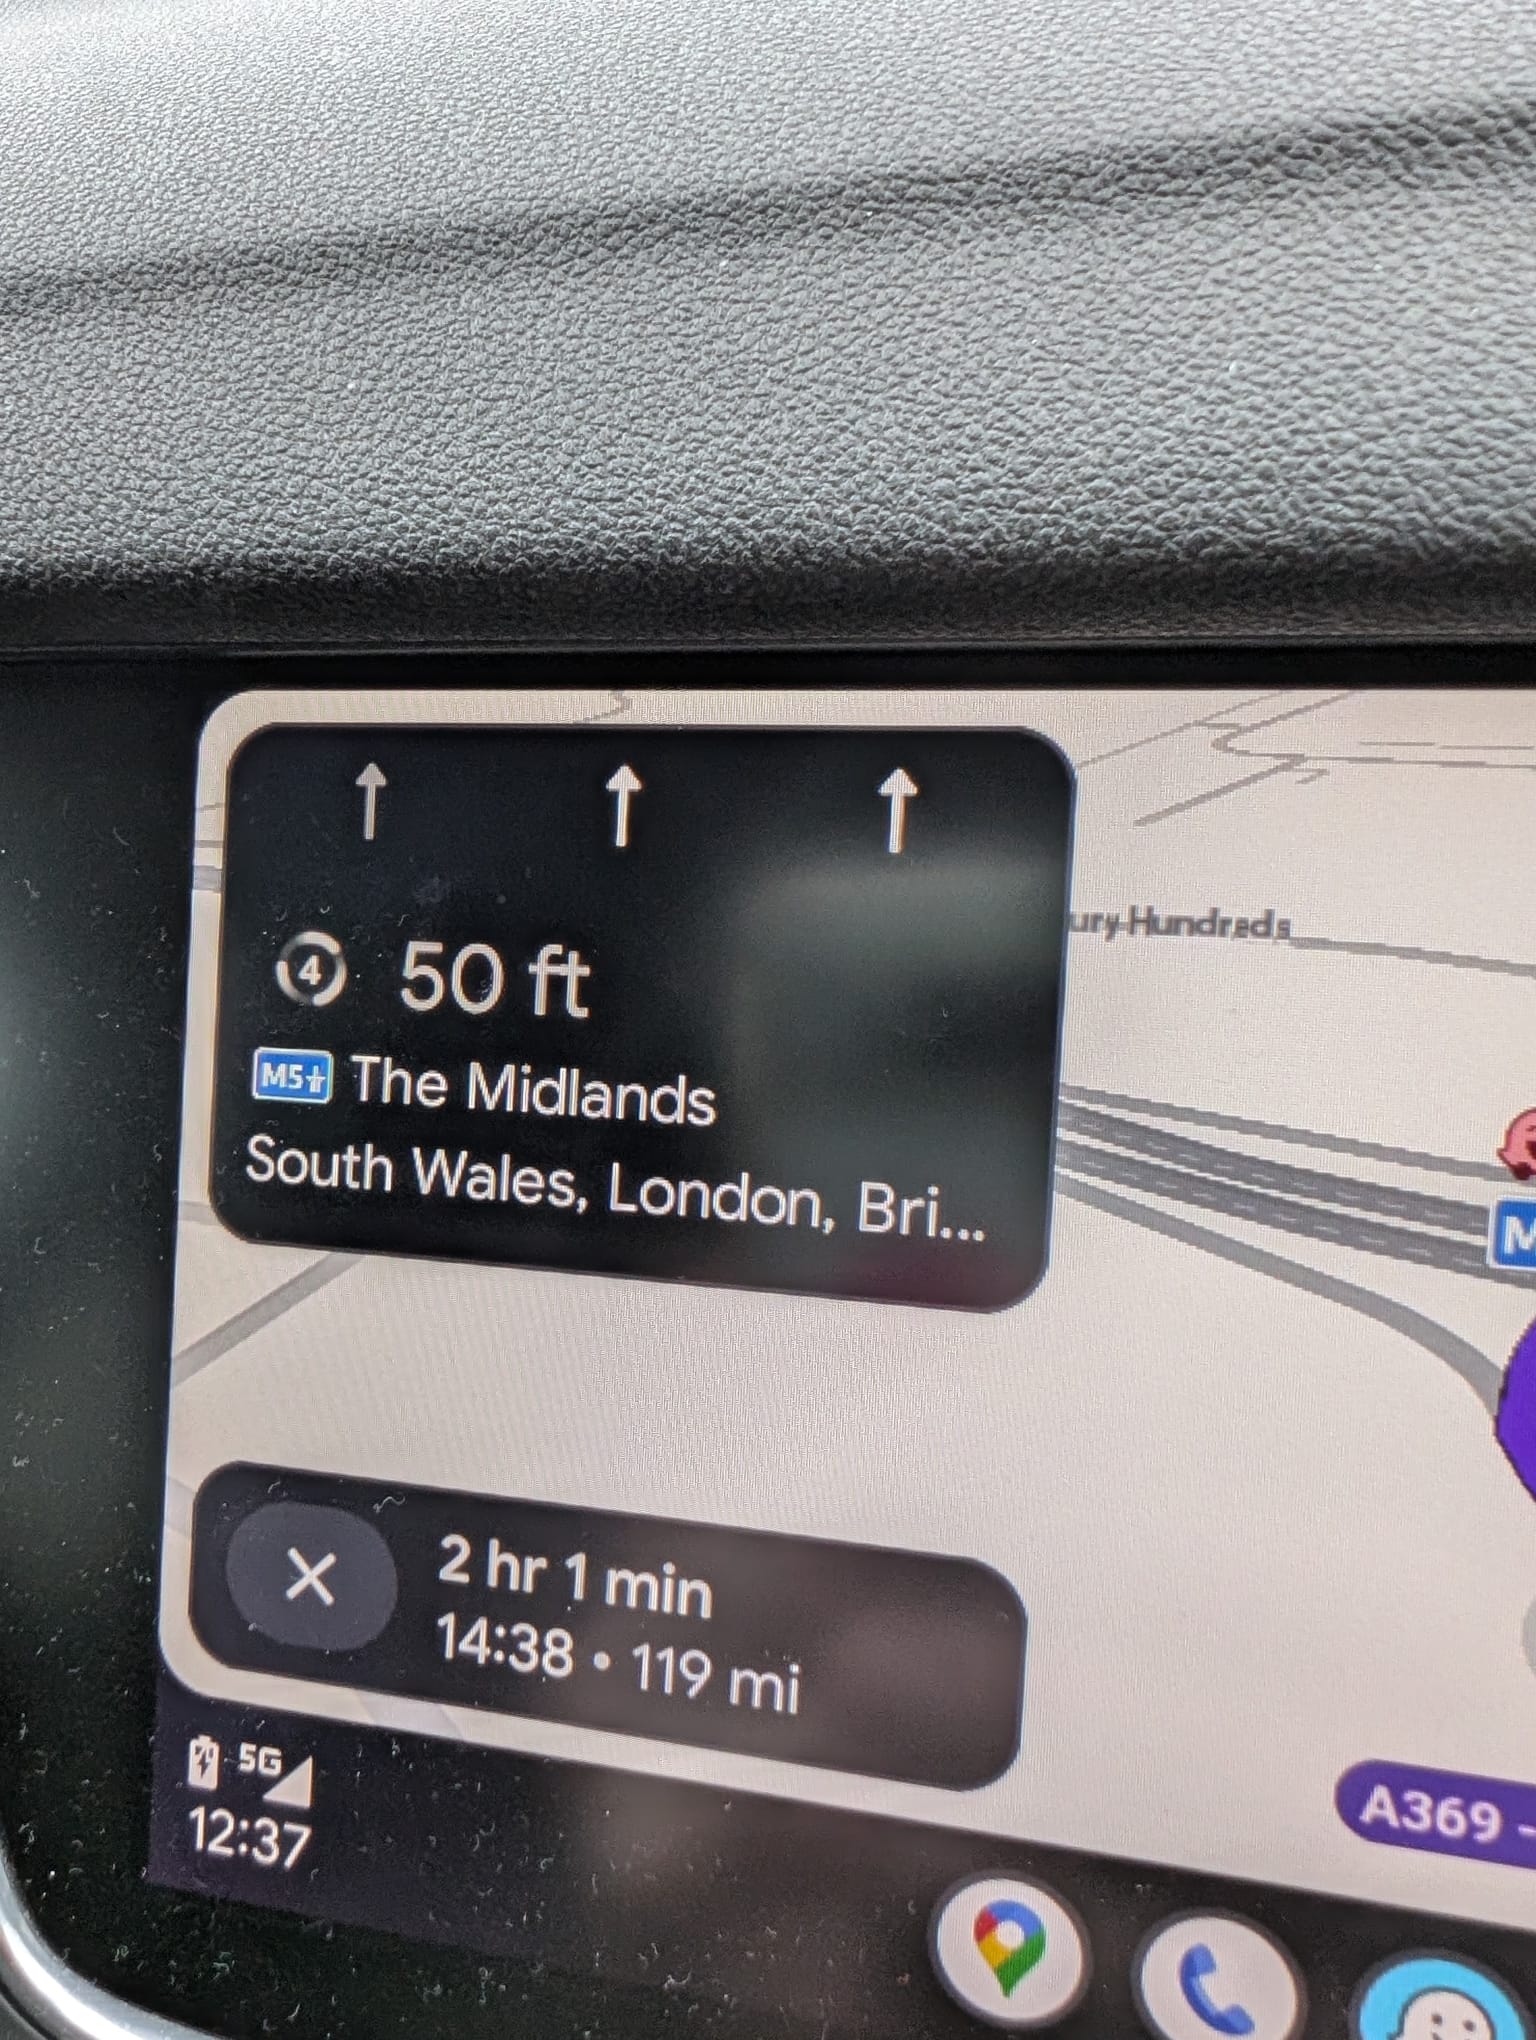 4 50 ft
M5 The Midlands
South Wales, London, Bri...
ury Hundreds
M
2 hr 1 min
14:38 • 119 mi
79 5G
12:37
A369 -